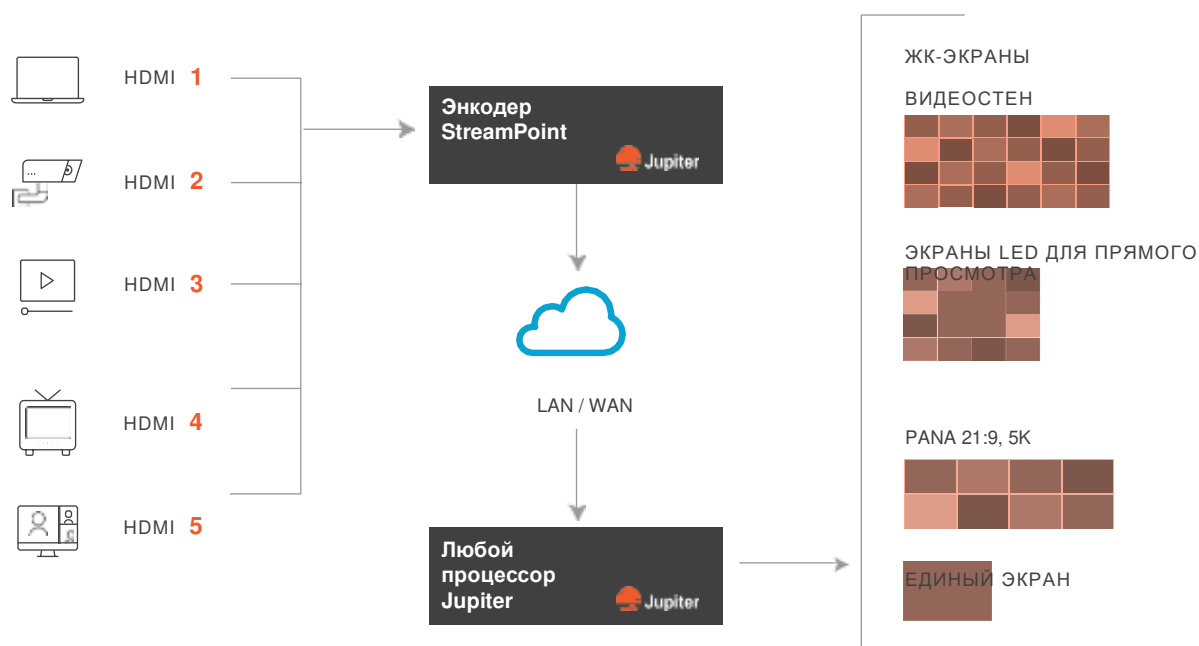 HDMI 1
HDMI 2
HDMI 3
HDMI 4
HDMI 5
Энкодер
StreamPoint
Jupiter
LAN / WAN
Любой
процессор
Jupiter
Jupiter
ЖК-ЭКРАНЫ
ВИДЕОСТЕН
ЭКРАНЫ LED ДЛЯ ПРЯМОГО
ПРОСМОТРА
PANA 21:9, 5K
ЕДИНЫЙ ЭКРАН